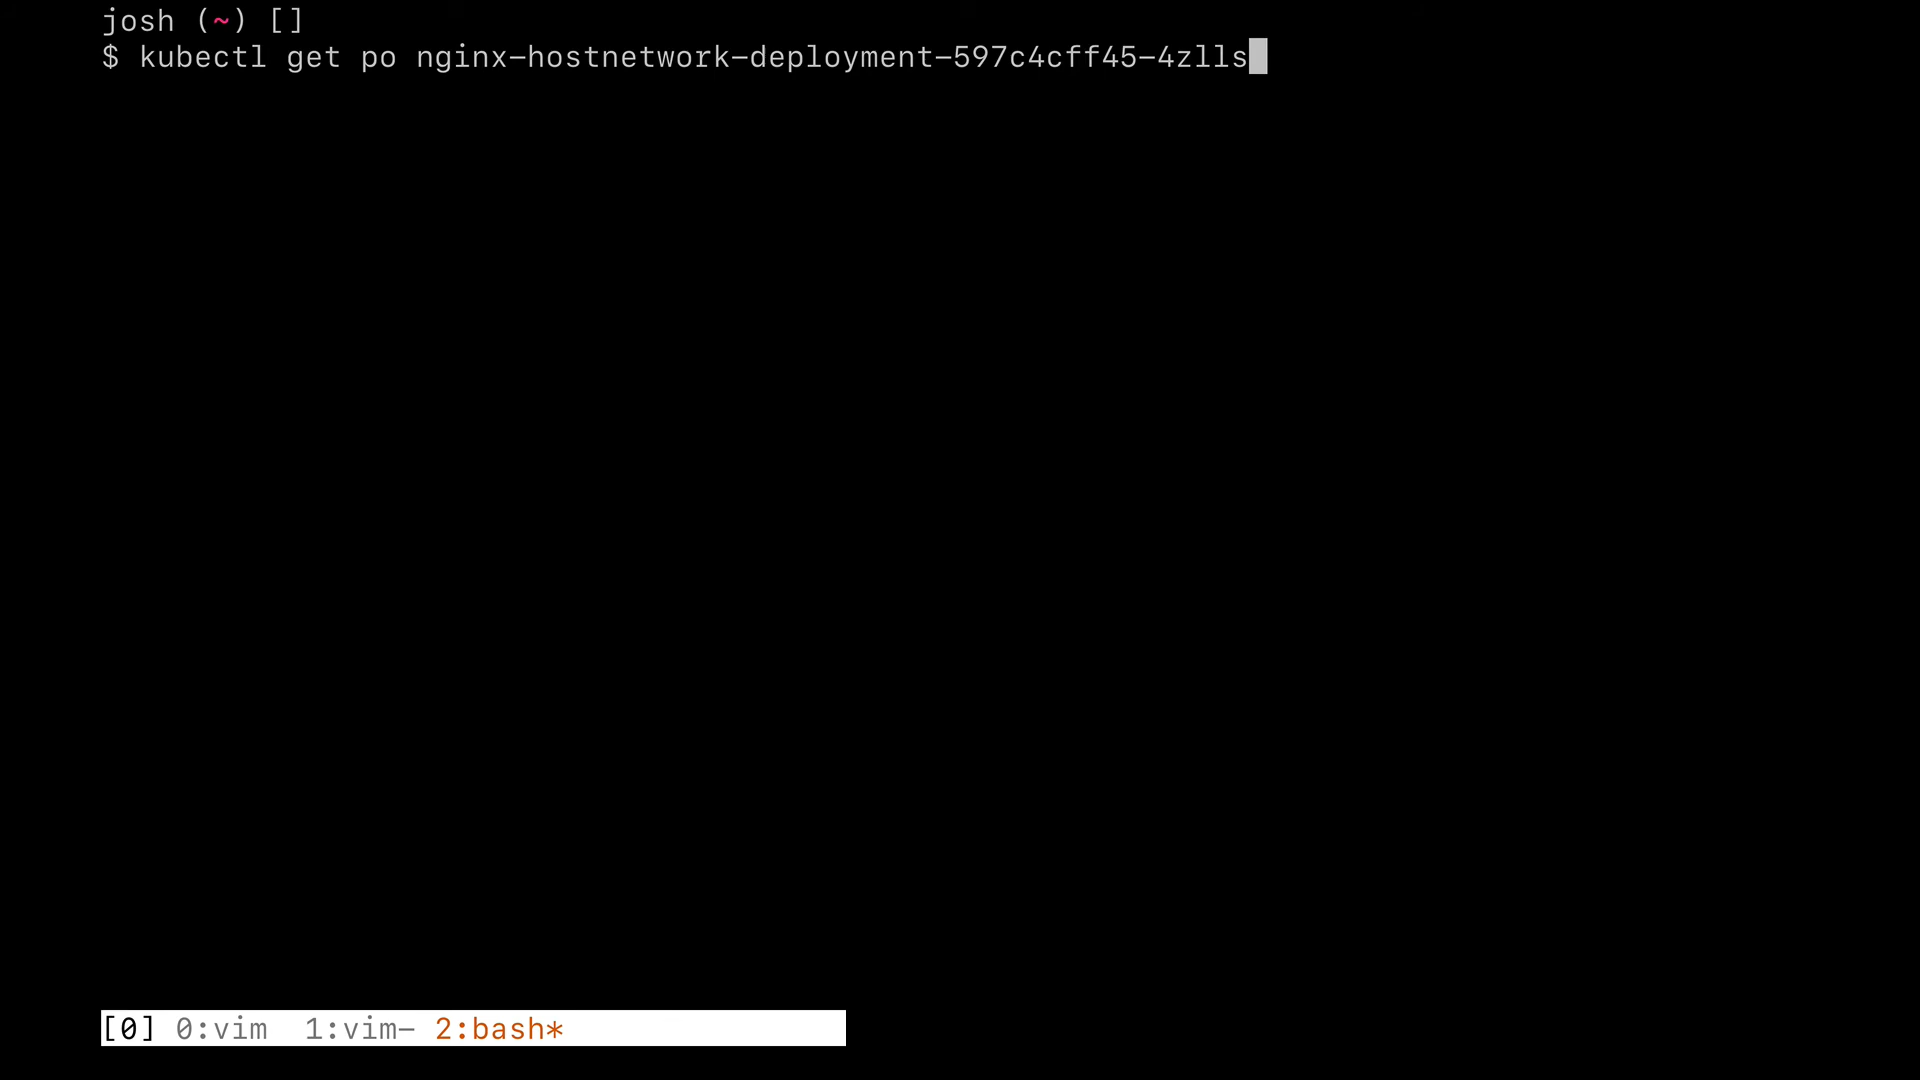 josh (~) []
$ kubectl get po nginx-hostnetwork-deployment-597c4cff45-4zlls
[0] 0:vim  1:vim- 2:bash*